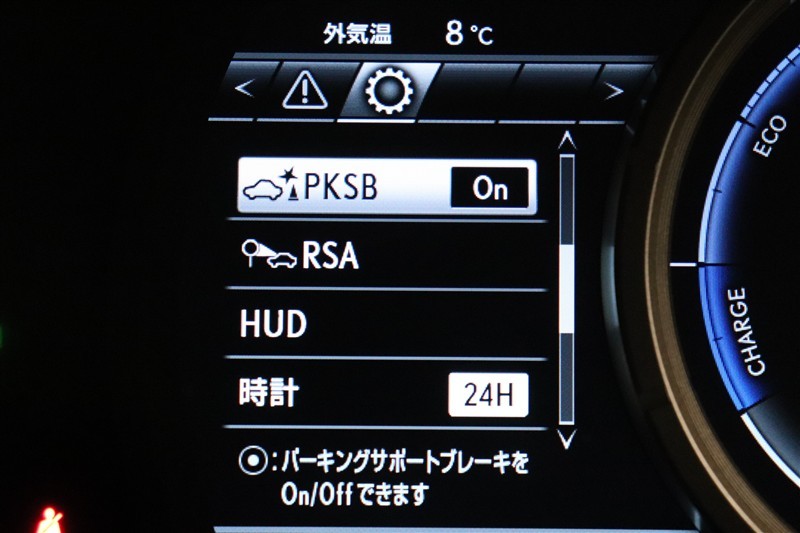 外気温 8℃
PKSB On
RSA
HUD
時計 24H
⦿:パーキングサポートブレーキを
On/Offできます
ECO
CHARGE